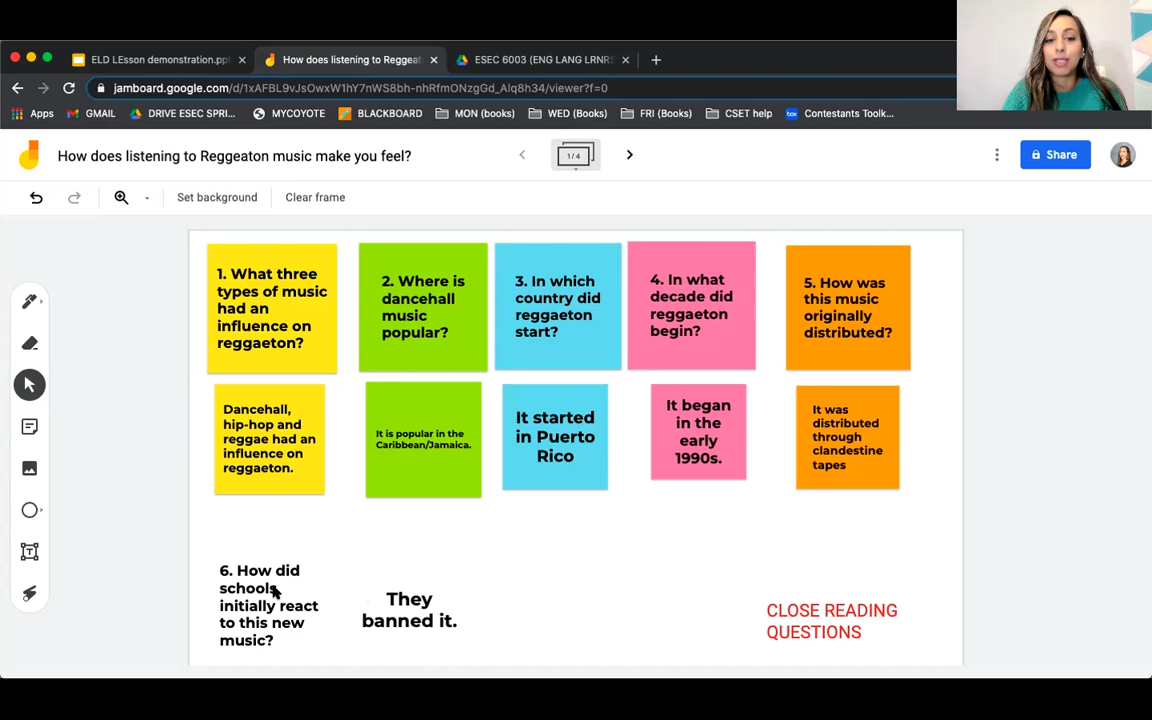 ELD LEsson demonstration.ppt
How does listening to Reggeat
ESEC 6003 (ENG LANG LRNRS
jamboard.google.com/d/1xAFBL9vJsOwxW1hY7nWS8bh-nhRfmONzgGd_Alq8h34/viewer?f=0
Apps
GMAIL
DRIVE ESEC SPRI...
MYCOYOTE
BLACKBOARD
MON (books)
WED (Books)
FRI (Books)
CSET help
box
Contestants Toolk...
How does listening to Reggeaton music make you feel?
1/4
Share
Set background
Clear frame
1. What three
types of music
had an
influence on
reggaeton?
2. Where is
dancehall
music
popular?
3. In which
country did
reggaeton
start?
4. In what
decade did
reggaeton
begin?
5. How was
this music
originally
distributed?
Dancehall,
hip-hop and
reggae had an
influence on
reggaeton.
It is popular in the
Caribbean/Jamaica.
It started
in Puerto
Rico
It began
in the
early
1990s.
It was
distributed
through
clandestine
tapes
6. How did
schools
initially react
to this new
music?
They
banned it.
CLOSE READING
QUESTIONS